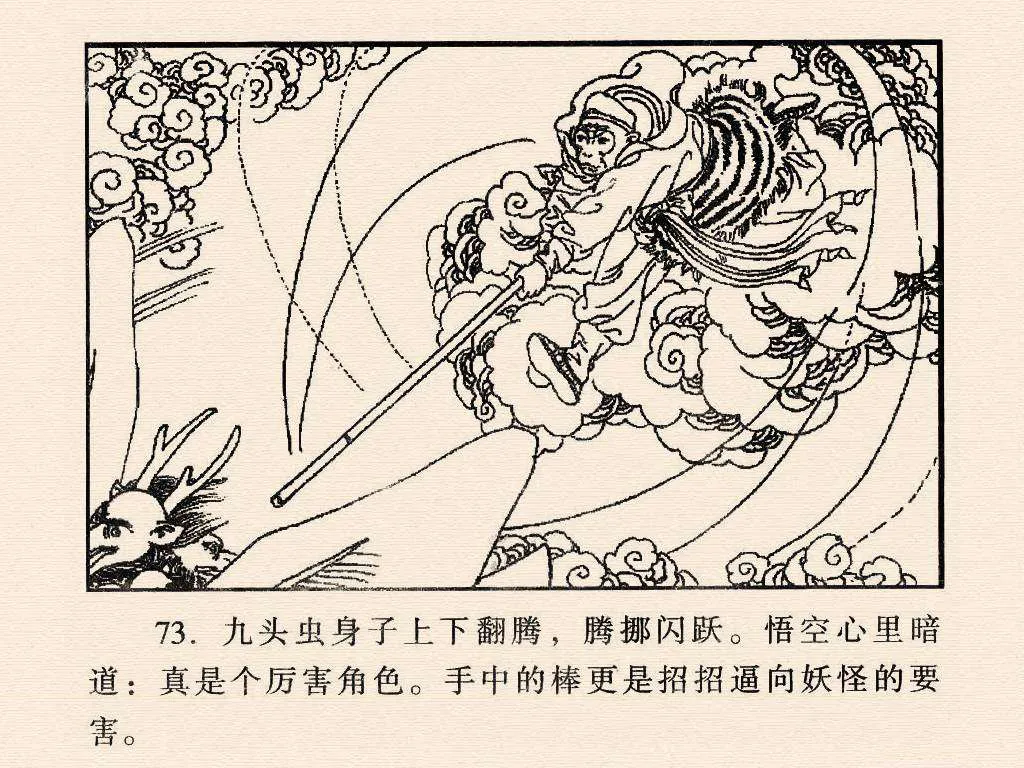 73. 九头虫身子上下翻腾，腾挪闪跃。悟空心里暗
道：真是个厉害角色。手中的棒更是招招逼向妖怪的要
害。